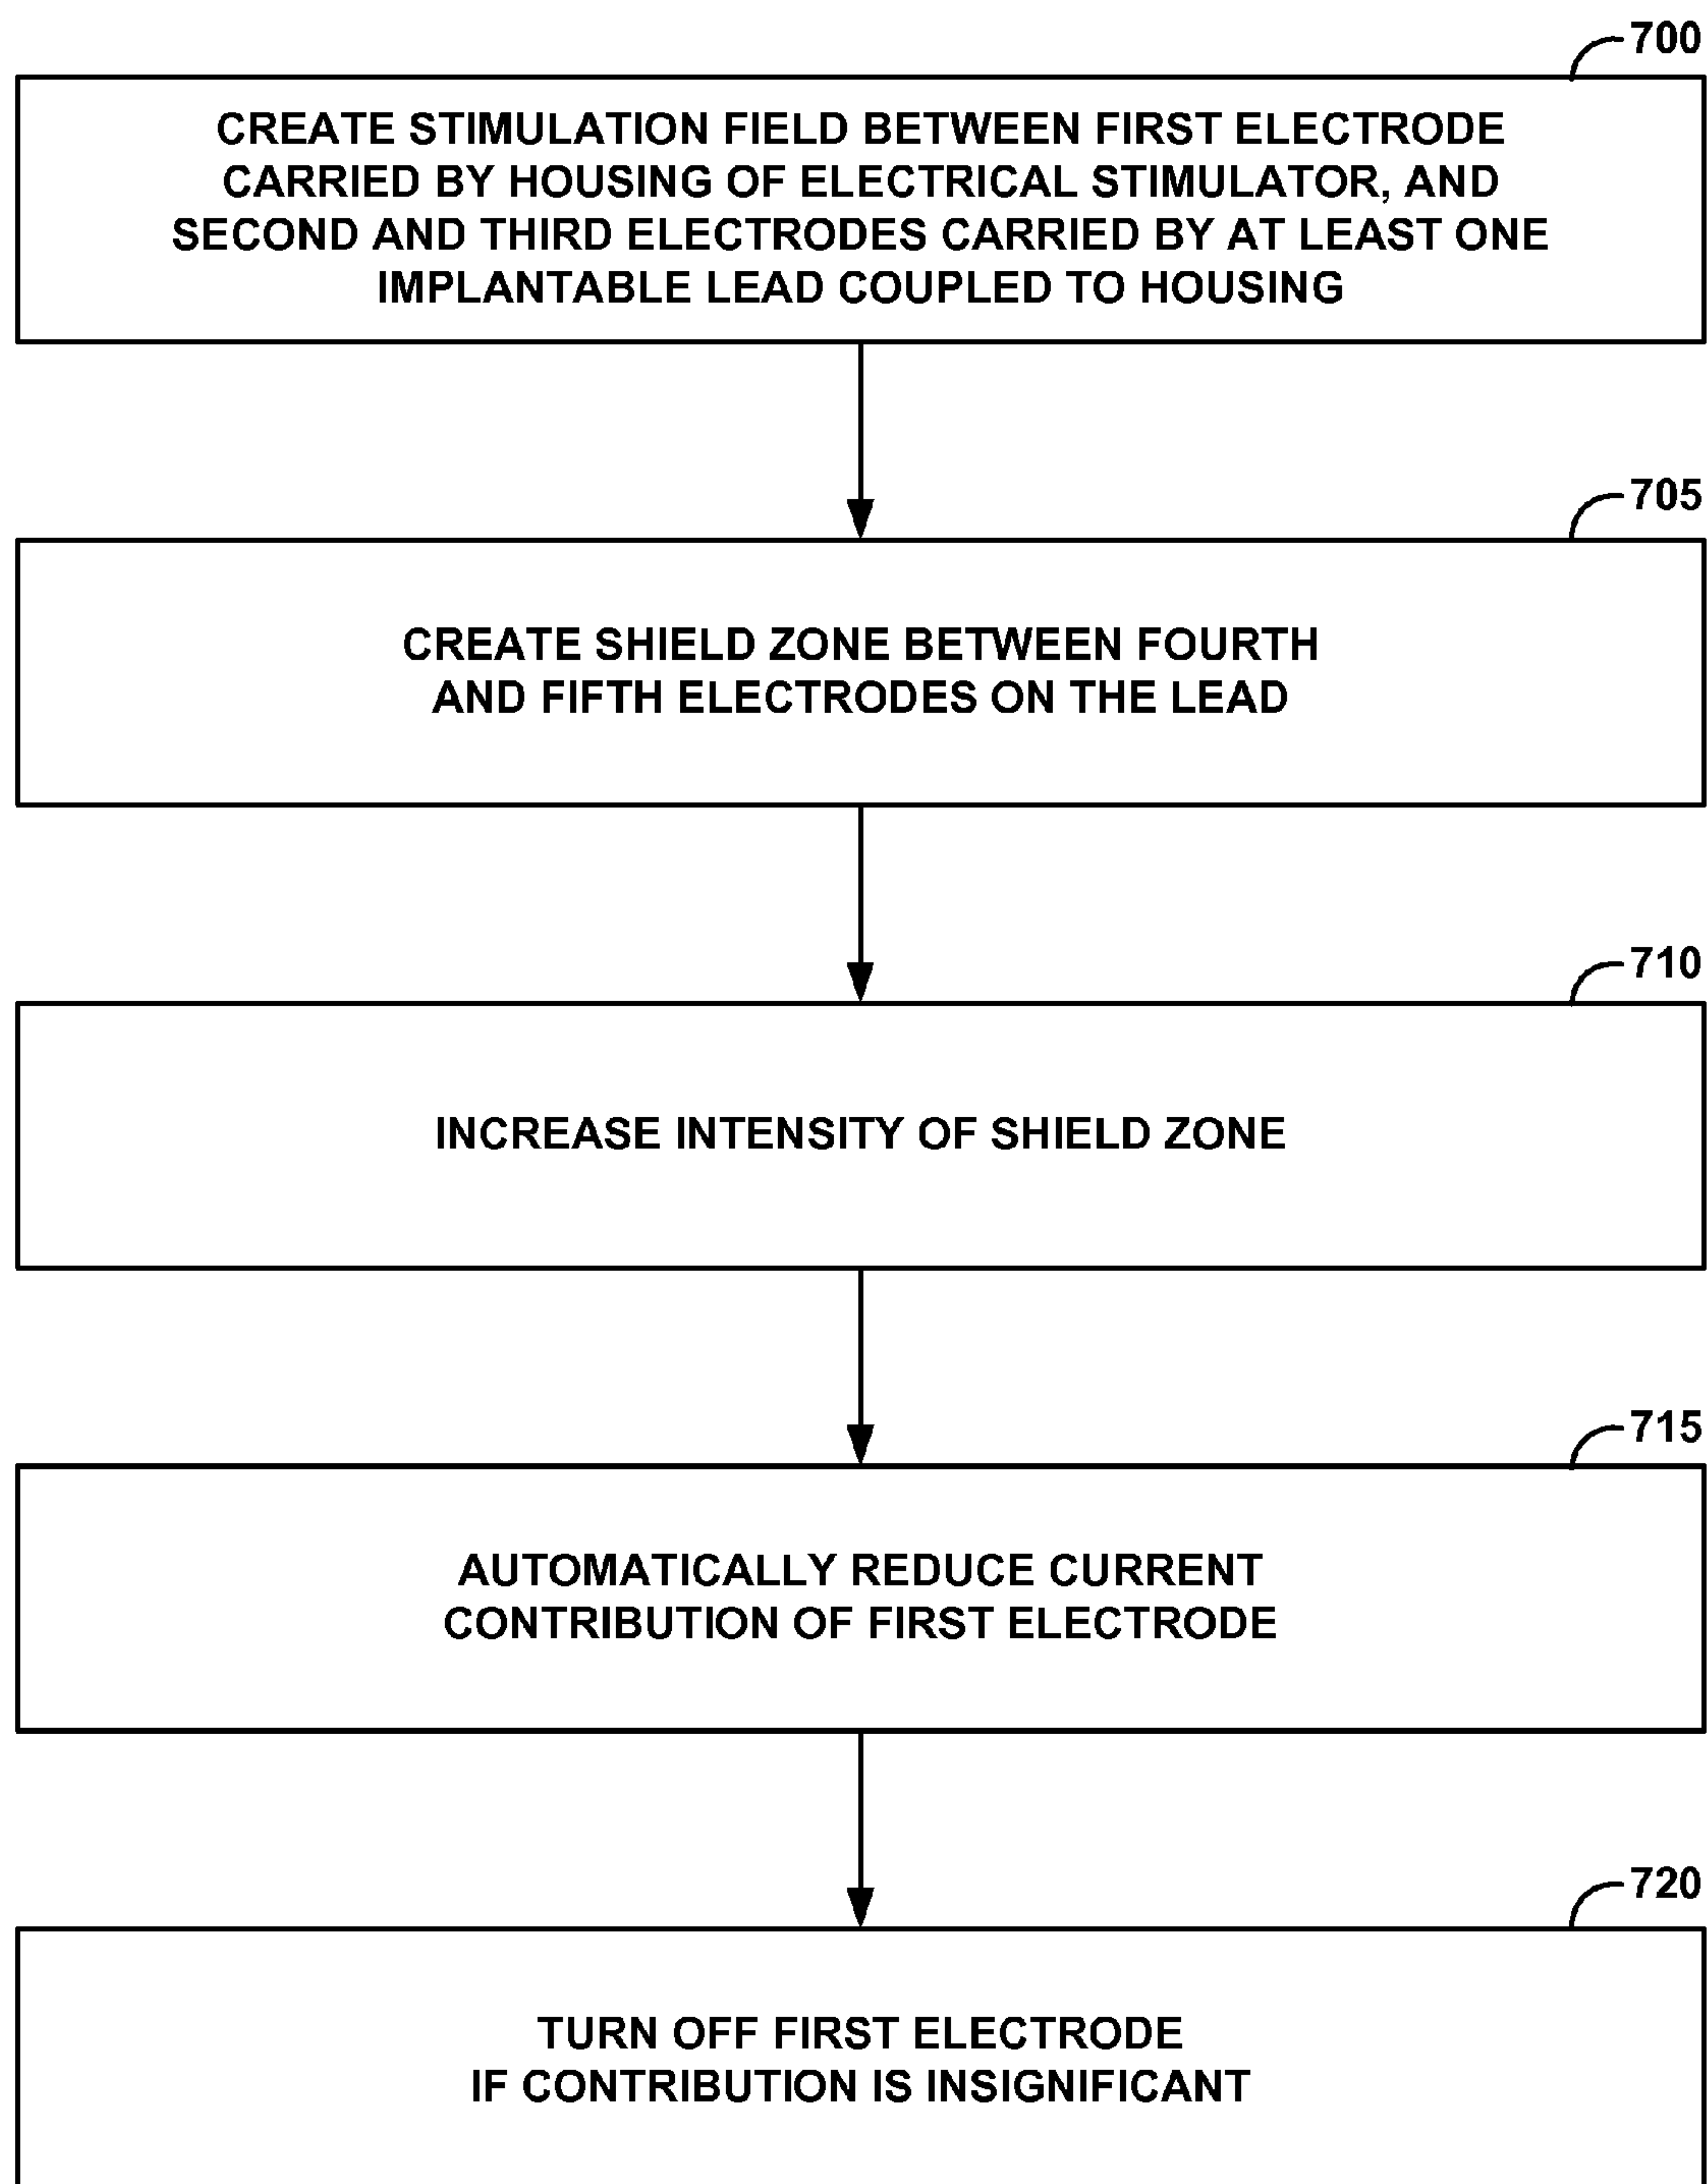 700
CREATE STIMULATION FIELD BETWEEN FIRST ELECTRODE
CARRIED BY HOUSING OF ELECTRICAL STIMULATOR, AND
SECOND AND THIRD ELECTRODES CARRIED BY AT LEAST ONE
IMPLANTABLE LEAD COUPLED TO HOUSING
705
CREATE SHIELD ZONE BETWEEN FOURTH
AND FIFTH ELECTRODES ON THE LEAD
710
INCREASE INTENSITY OF SHIELD ZONE
715
AUTOMATICALLY REDUCE CURRENT
CONTRIBUTION OF FIRST ELECTRODE
720
TURN OFF FIRST ELECTRODE
IF CONTRIBUTION IS INSIGNIFICANT